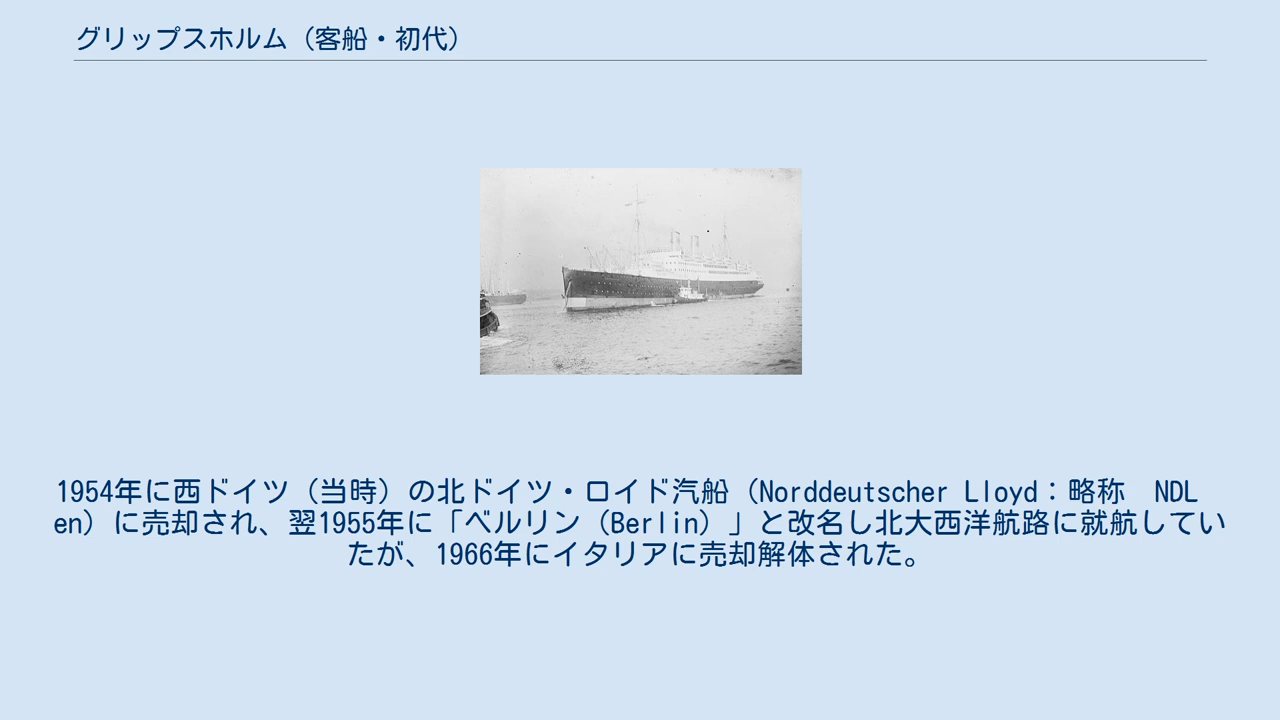 グリップスホルム（客船・初代）
1954年に西ドイツ（当時）の北ドイツ・ロイド汽船（Norddeutscher Lloyd：略称　NDL
en）に売却され、翌1955年に「ベルリン（Berlin）」と改名し北大西洋航路に就航してい
たが、1966年にイタリアに売却解体された。